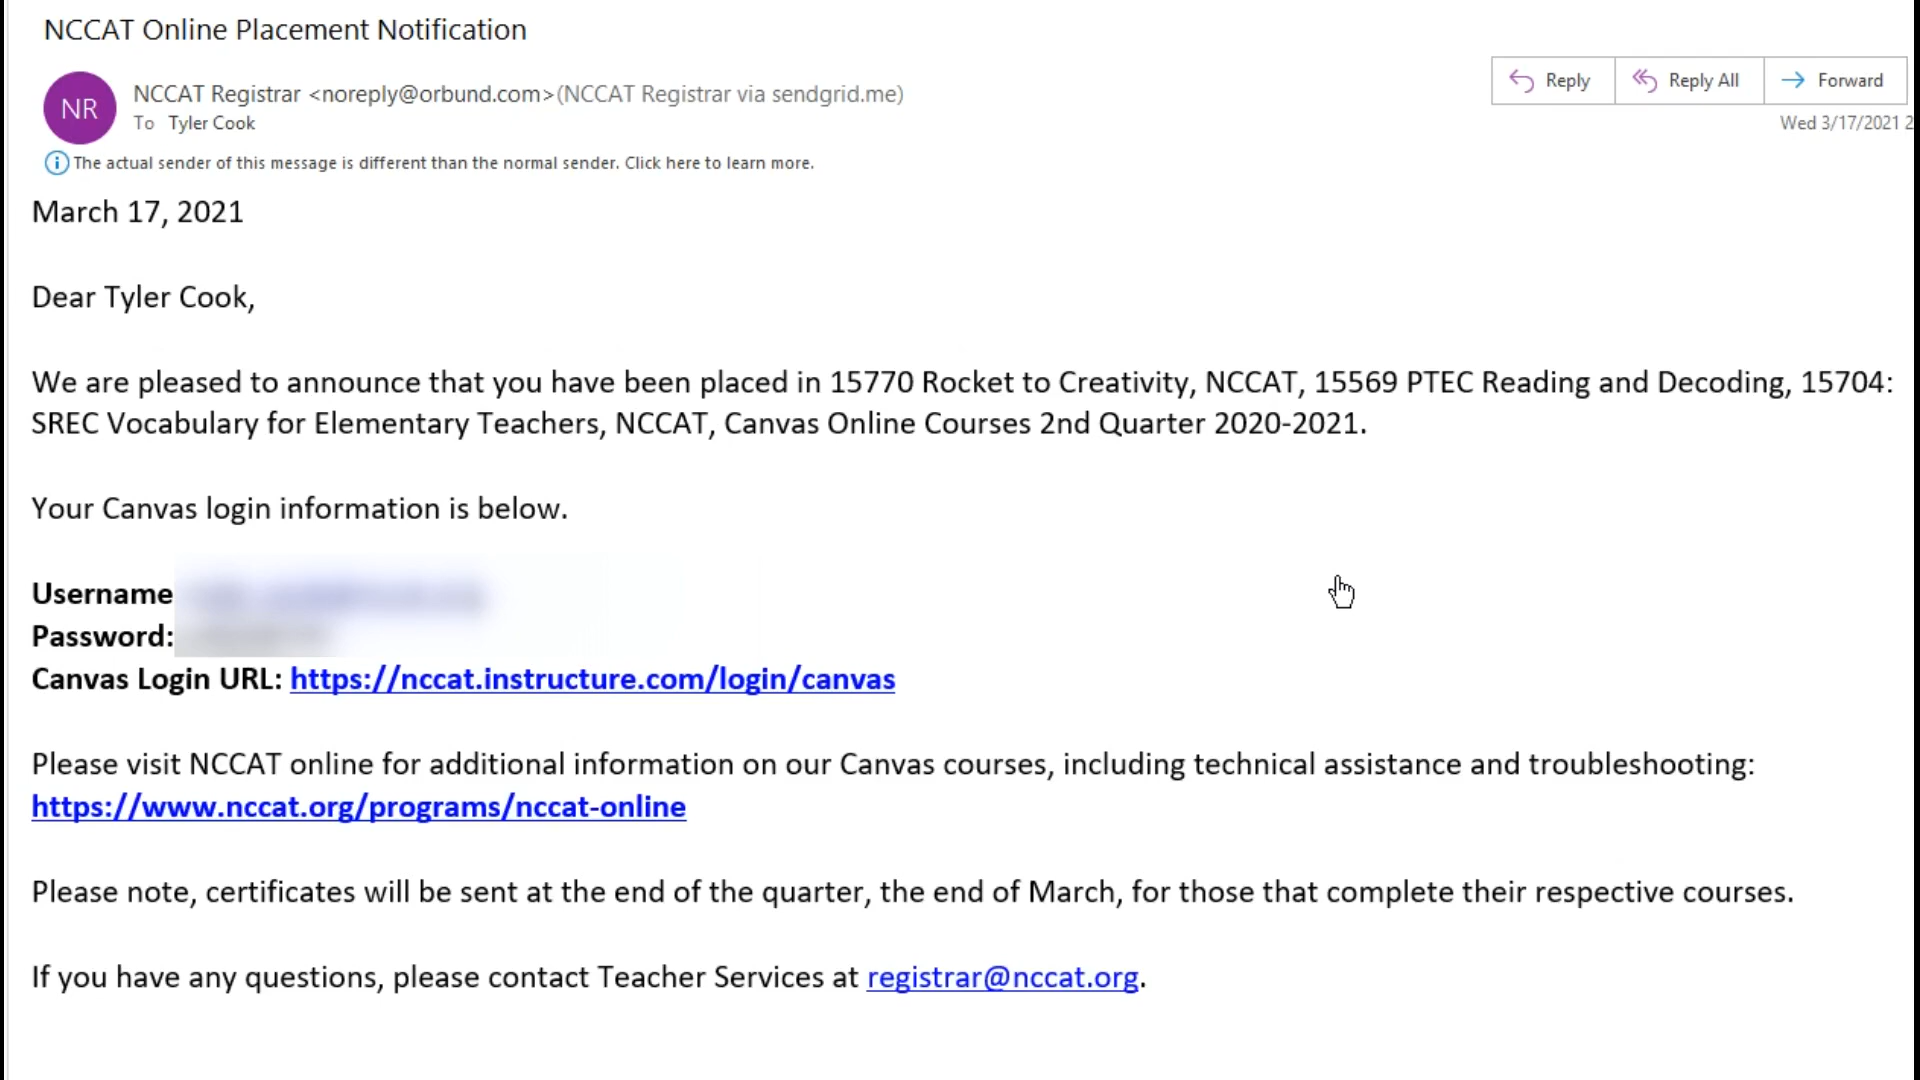 NCCAT Online Placement Notification
NR
NCCAT Registrar <noreply@orbund.com>(NCCAT Registrar via sendgrid.me)
To Tyler Cook
Reply
Reply All
Forward
Wed 3/17/2021 2
The actual sender of this message is different than the normal sender. Click here to learn more.
March 17, 2021
Dear Tyler Cook,
We are pleased to announce that you have been placed in 15770 Rocket to Creativity, NCCAT, 15569 PTEC Reading and Decoding, 15704:
SREC Vocabulary for Elementary Teachers, NCCAT, Canvas Online Courses 2nd Quarter 2020-2021.
Your Canvas login information is below.
Username
Password:
Canvas Login URL: https://nccat.instructure.com/login/canvas
Please visit NCCAT online for additional information on our Canvas courses, including technical assistance and troubleshooting:
https://www.nccat.org/programs/nccat-online
Please note, certificates will be sent at the end of the quarter, the end of March, for those that complete their respective courses.
If you have any questions, please contact Teacher Services at registrar@nccat.org.